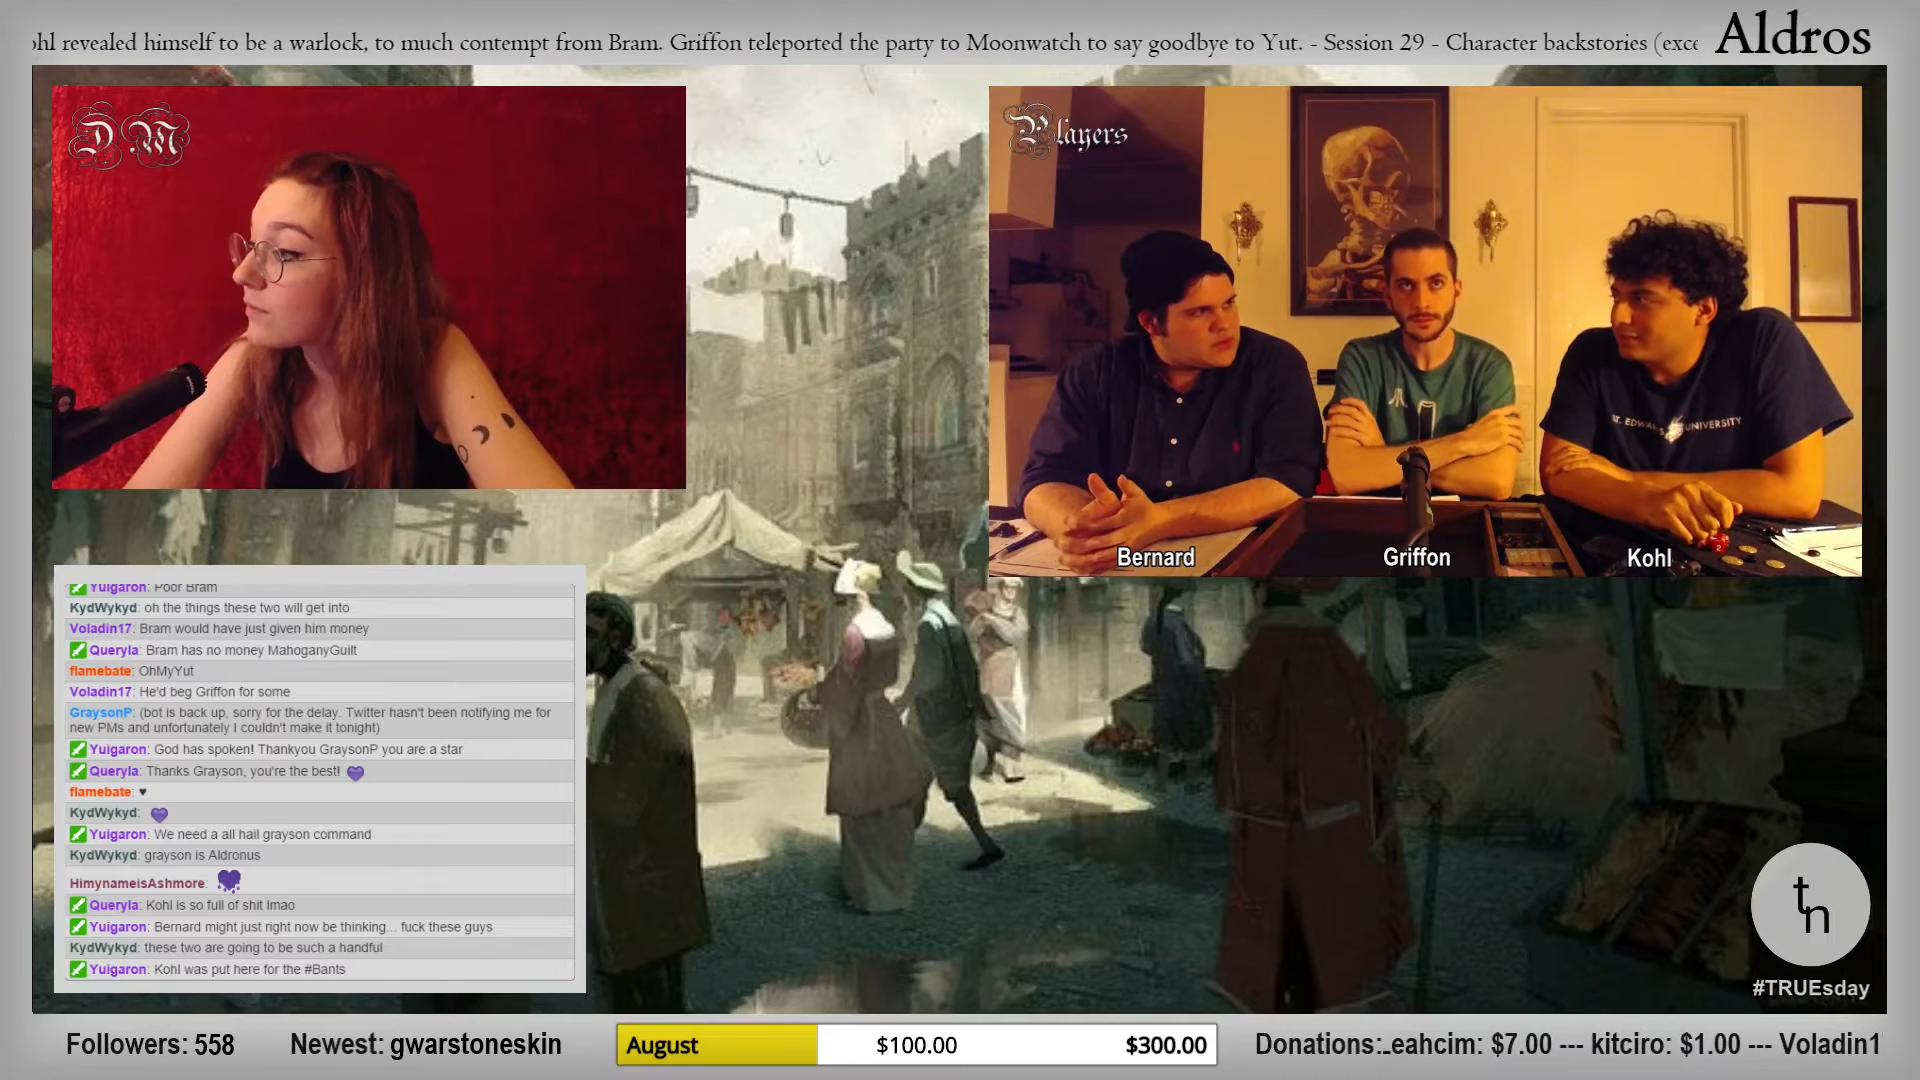 ohl revealed himself to be a warlock, to much contempt from Bram. Griffon teleported the party to Moonwatch to say goodbye to Yut. - Session 29 - Character backstories (exce
Aldros
DM
Players
Bernard
Griffon
Kohl
ST. EDWARD'S UNIVERSITY
Yuigaron: Poor Bram
KydWykyd: oh the things these two will get into
Voladin17: Bram would have just given him money
Queryla: Bram has no money MahoganyGuilt
flamebate: OhMyYut
Voladin17: He'd beg Griffon for some
GraysonP: (bot is back up, sorry for the delay. Twitter hasn't been notifying me for
new PMs and unfortunately I couldn't make it tonight)
Yuigaron: God has spoken! Thankyou GraysonP you are a star
Queryla: Thanks Grayson, you're the best!
flamebate: ♥
KydWykyd:
Yuigaron: We need a all hail grayson command
KydWykyd: grayson is Aldronus
HimynameisAshmore:
Queryla: Kohl is so full of shit lmao
Yuigaron: Bernard might just right now be thinking... fuck these guys
KydWykyd: these two are going to be such a handful
Yuigaron: Kohl was put here for the #Bants
tn
#TRUEsday
Followers: 558
Newest: gwarstoneskin
August $100.00 $300.00
Donations:_eahcim: $7.00 --- kitciro: $1.00 --- Voladin1